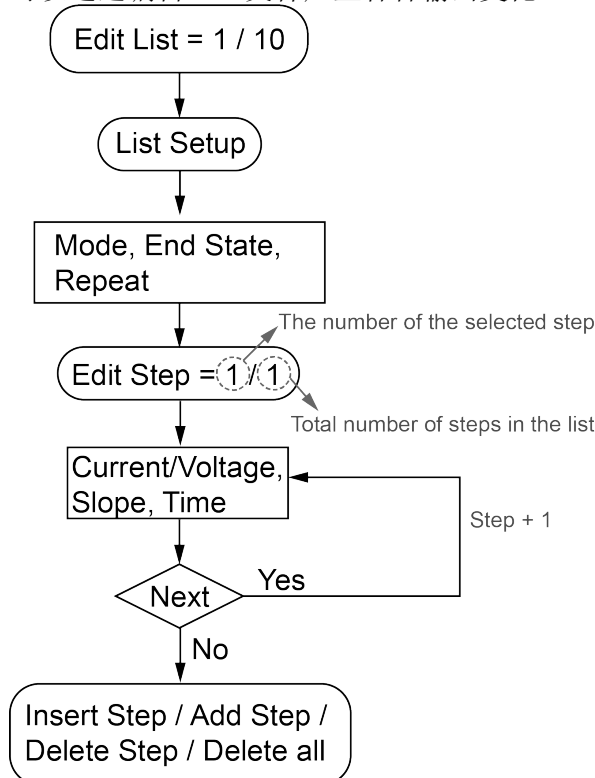 Edit List = 1 / 10
List Setup
Mode, End State,
Repeat
The number of the selected step
Edit Step = 1 / 1
Total number of steps in the list
Current/Voltage,
Slope, Time
Step + 1
Yes
Next
No
Insert Step / Add Step /
Delete Step / Delete all